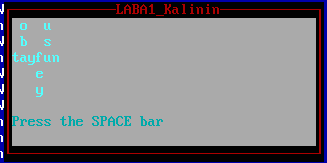 LABA1_Kalinin
o u
b s
tayfun
e
y
Press the SPACE bar